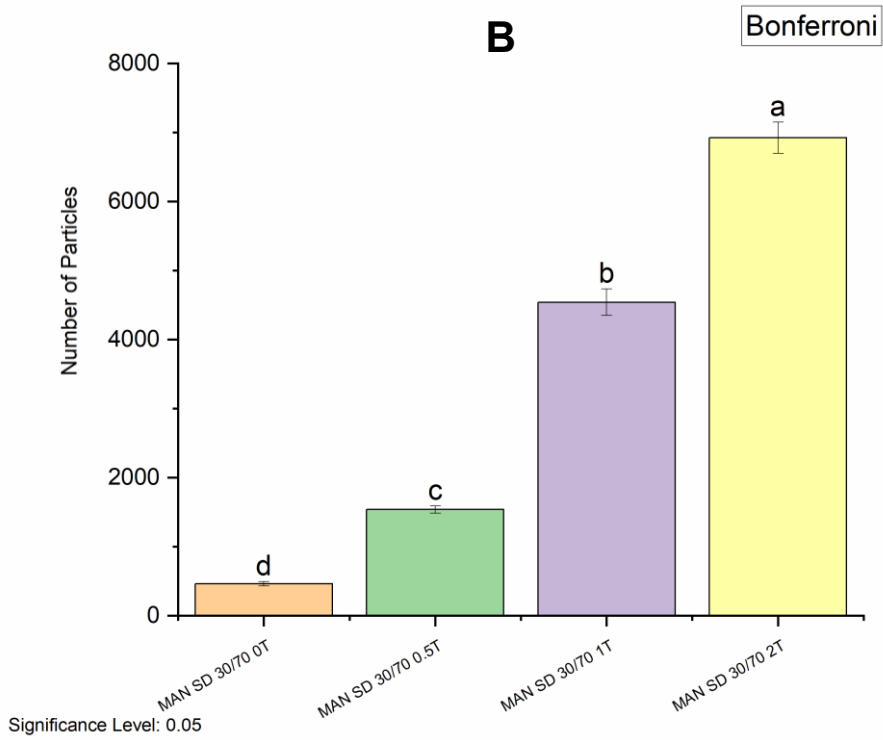 B
Bonferroni
8000
6000
4000
2000
0
Number of Particles
a
b
c
d
MAN SD 30/70 0T
MAN SD 30/70 0.5T
MAN SD 30/70 1T
MAN SD 30/70 2T
Significance Level: 0.05